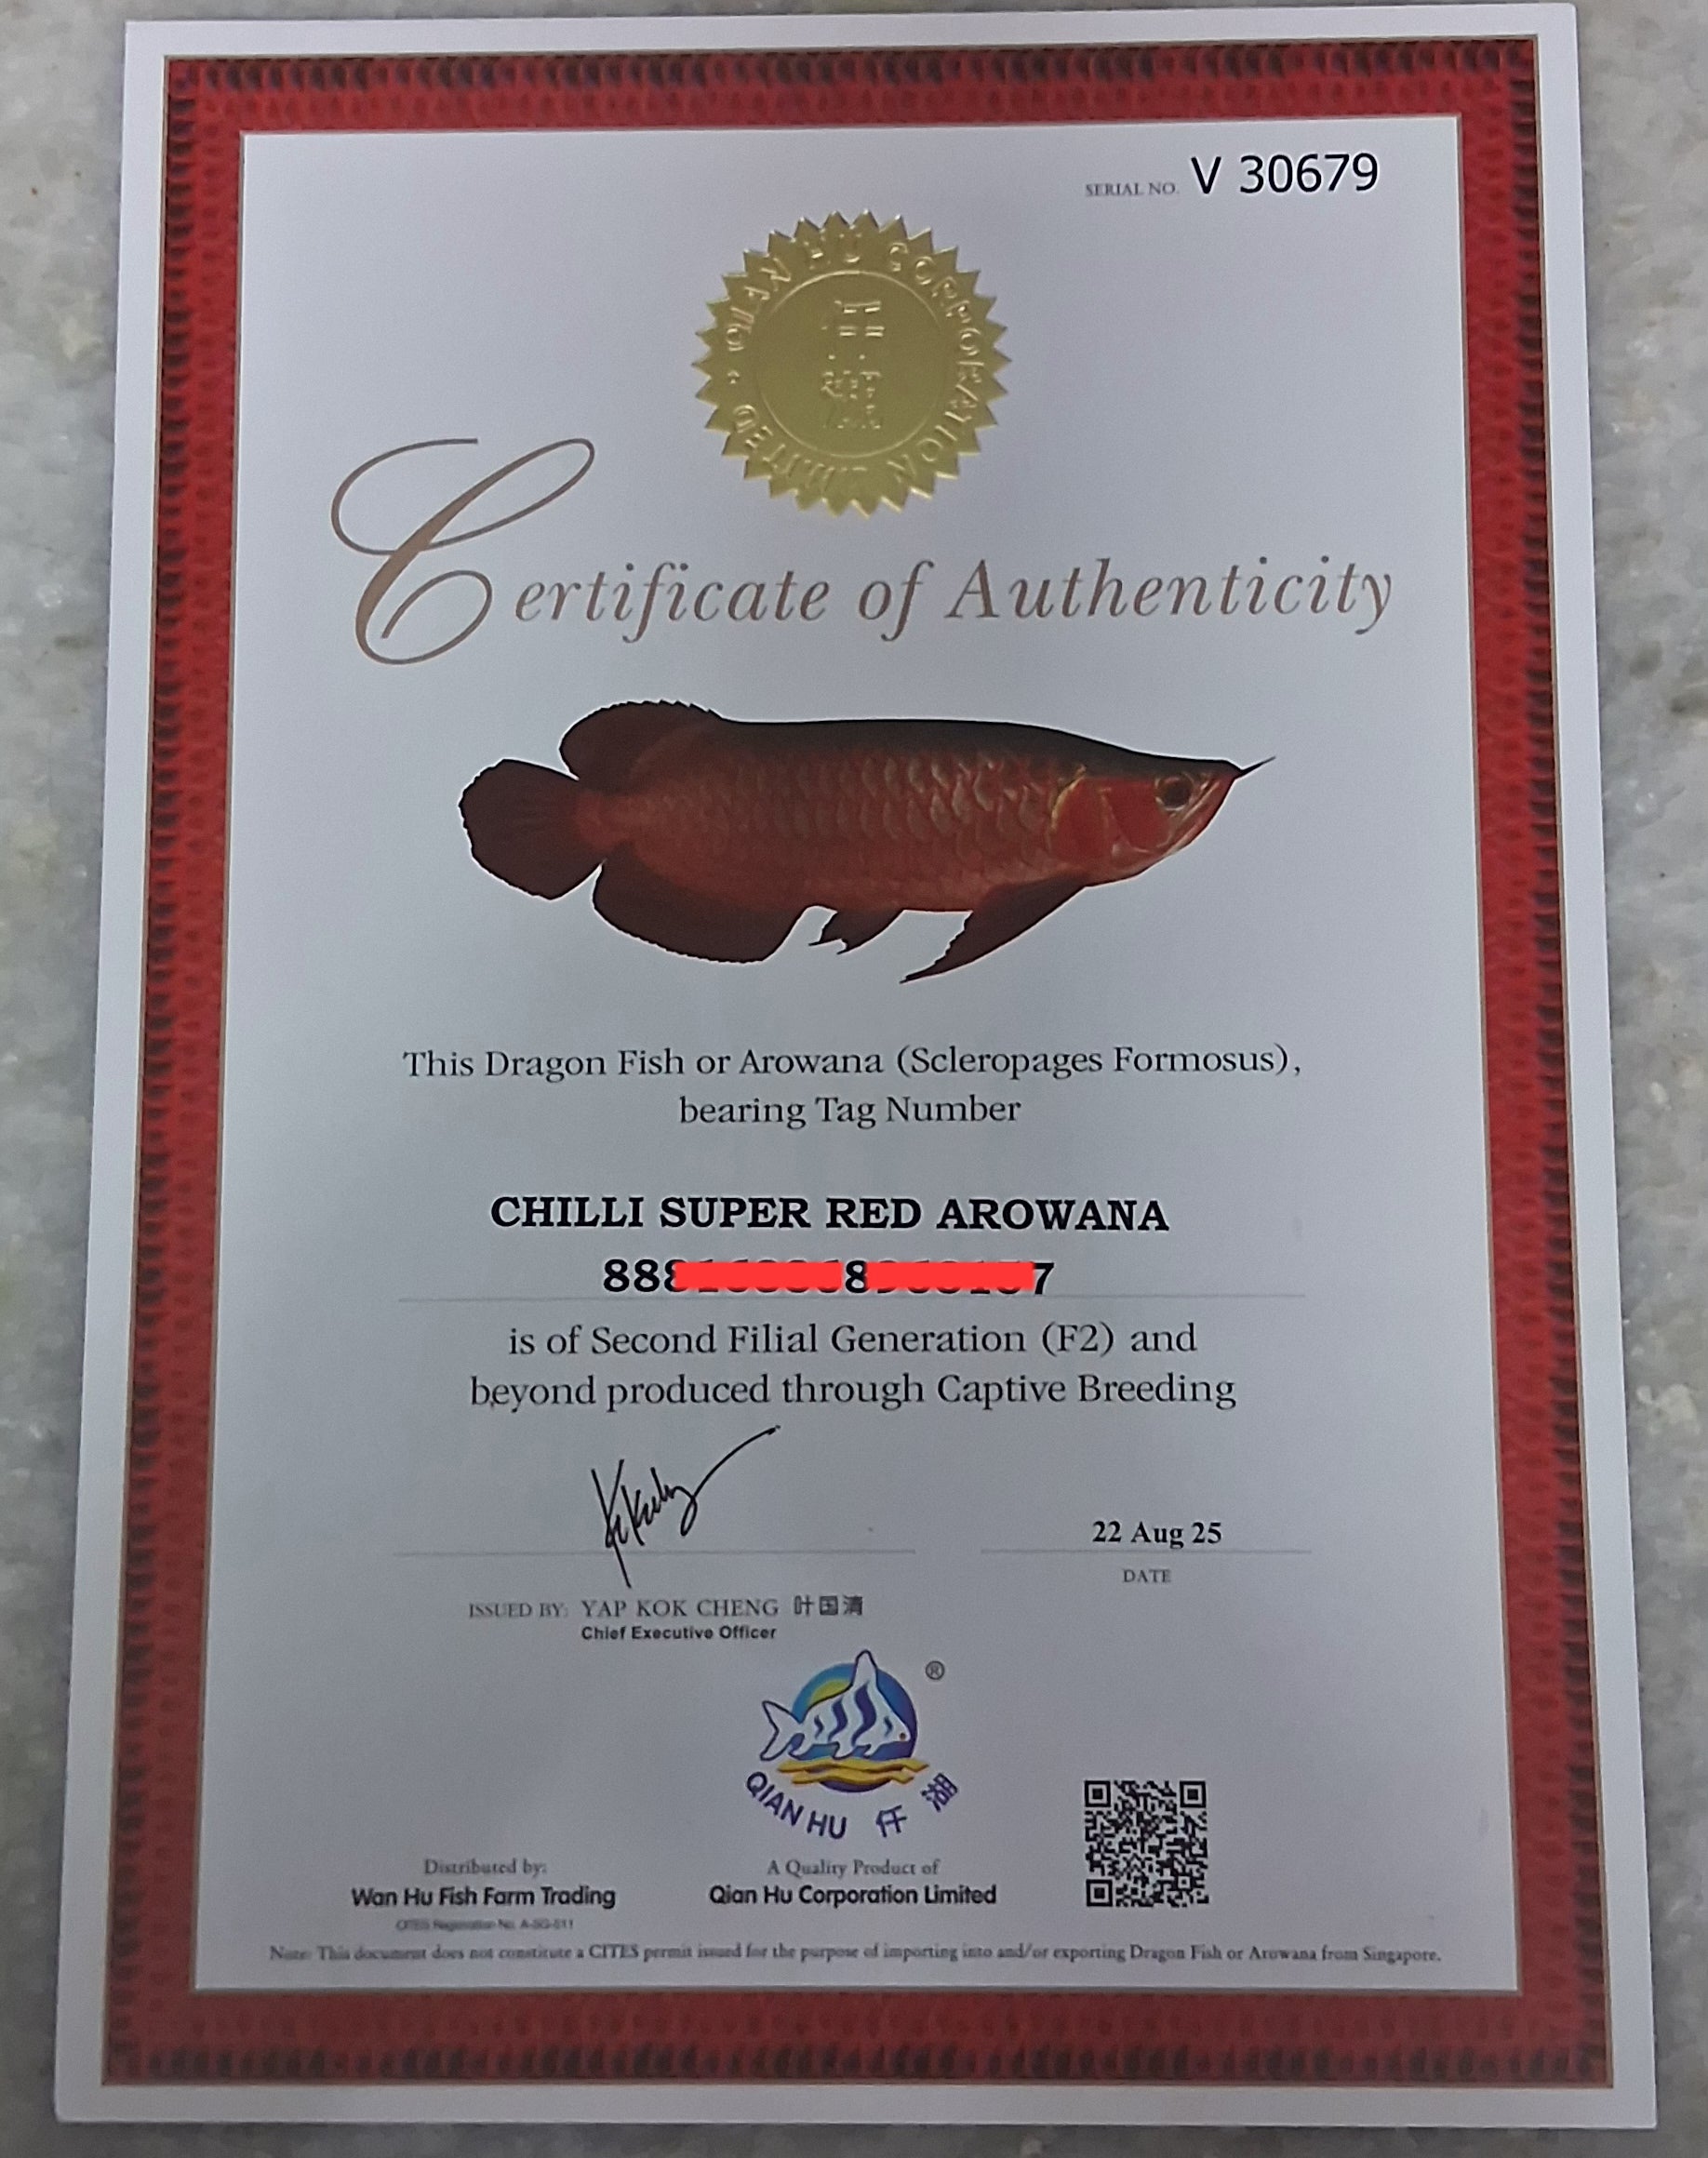 SERIAL NO. V 30679
QIAN HU CORPORATION LIMITED
仟湖
Certificate of Authenticity
This Dragon Fish or Arowana (Scleropages Formosus),
bearing Tag Number
CHILLI SUPER RED AROWANA
is of Second Filial Generation (F2) and
beyond produced through Captive Breeding
22 Aug 25
DATE
ISSUED BY: YAP KOK CHENG 叶国清
Chief Executive Officer
®
QIAN HU 仟湖
Distributed by:
Wan Hu Fish Farm Trading
CITES Registration No. A-SG-511
A Quality Product of
Qian Hu Corporation Limited
Note: This document does not constitute a CITES permit issued for the purpose of importing into and/or exporting Dragon Fish or Arowana from Singapore.